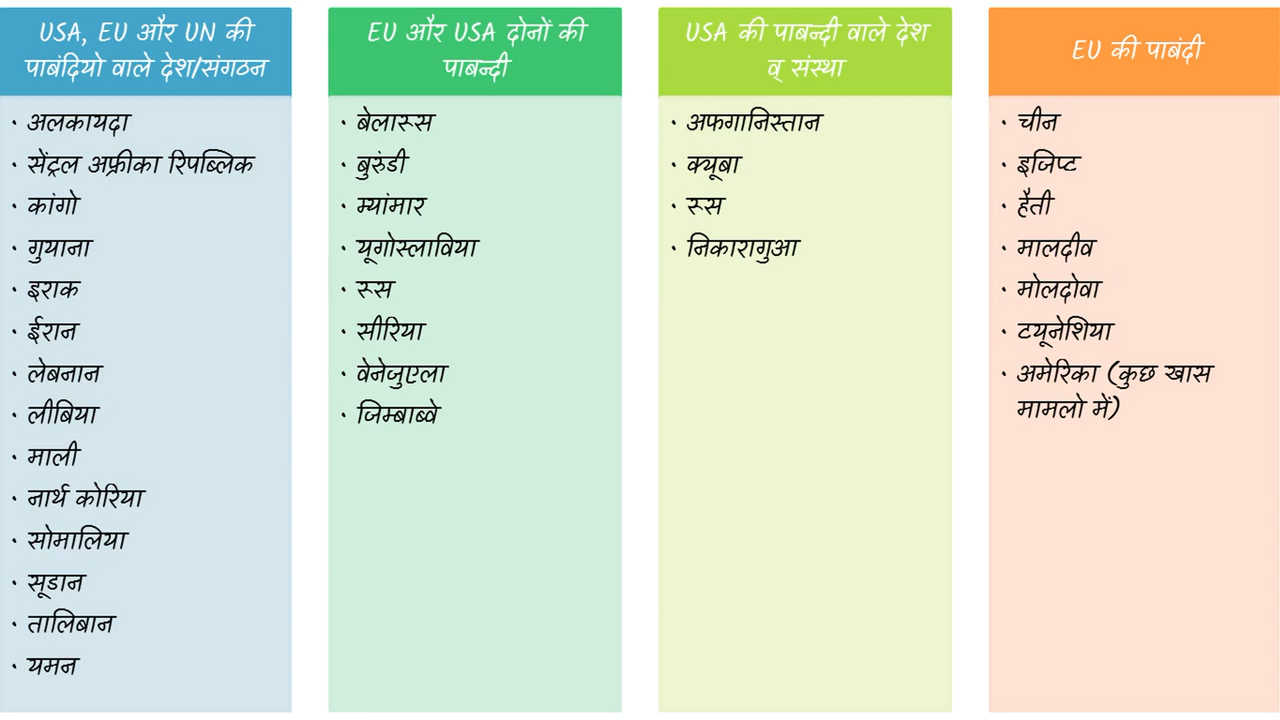 USA, EU और UN की
पाबंदियो वाले देश/संगठन
• अलकायदा
• सेंट्रल अफ्रीका रिपब्लिक
• कांगो
• गुयाना
• इराक
• ईरान
• लेबनान
• लीबिया
• माली
• नार्थ कोरिया
• सोमालिया
• सूडान
• तालिबान
• यमन
EU और USA दोनों की
पाबन्दी
• बेलारूस
• बुरुंडी
• म्यांमार
• यूगोस्लाविया
• रूस
• सीरिया
• वेनेजुएला
• जिम्बाब्वे
USA की पाबन्दी वाले देश
व् संस्था
• अफगानिस्तान
• क्यूबा
• रूस
• निकारागुआ
EU की पाबंदी
• चीन
• इजिप्ट
• हैती
• मालदीव
• मोलदोवा
• टयूनेशिया
• अमेरिका (कुछ खास
मामलो में)